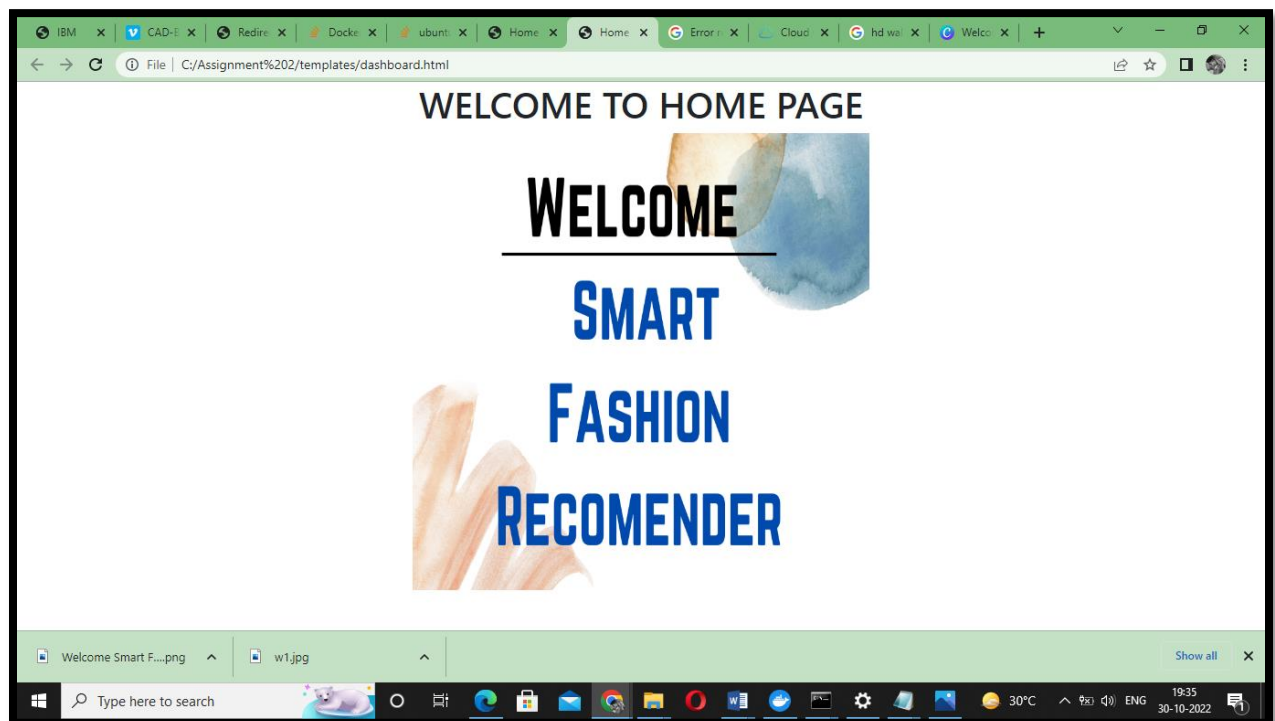 IBM CAD-E Redire Docke ubunt Home Home Error n Cloud hd wal Welco
File C:/Assignment%202/templates/dashboard.html
WELCOME TO HOME PAGE
WELCOME
SMART
FASHION
RECOMENDER
Welcome Smart F....png w1.jpg Show all
Type here to search 30°C ENG 19:35
30-10-2022